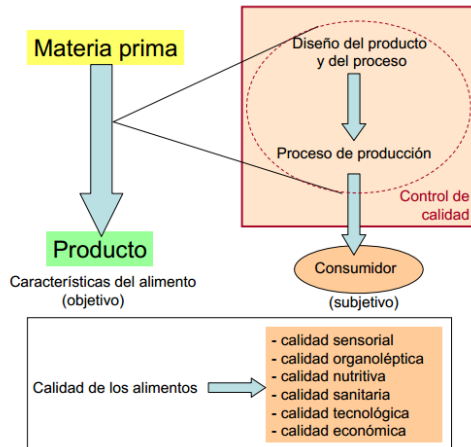 Materia prima
Diseño del producto
y del proceso
Proceso de producción
Control de
calidad
Producto
Características del alimento
(objetivo)
Consumidor
(subjetivo)
Calidad de los alimentos
- calidad sensorial
- calidad organoléptica
- calidad nutritiva
- calidad sanitaria
- calidad tecnológica
- calidad económica